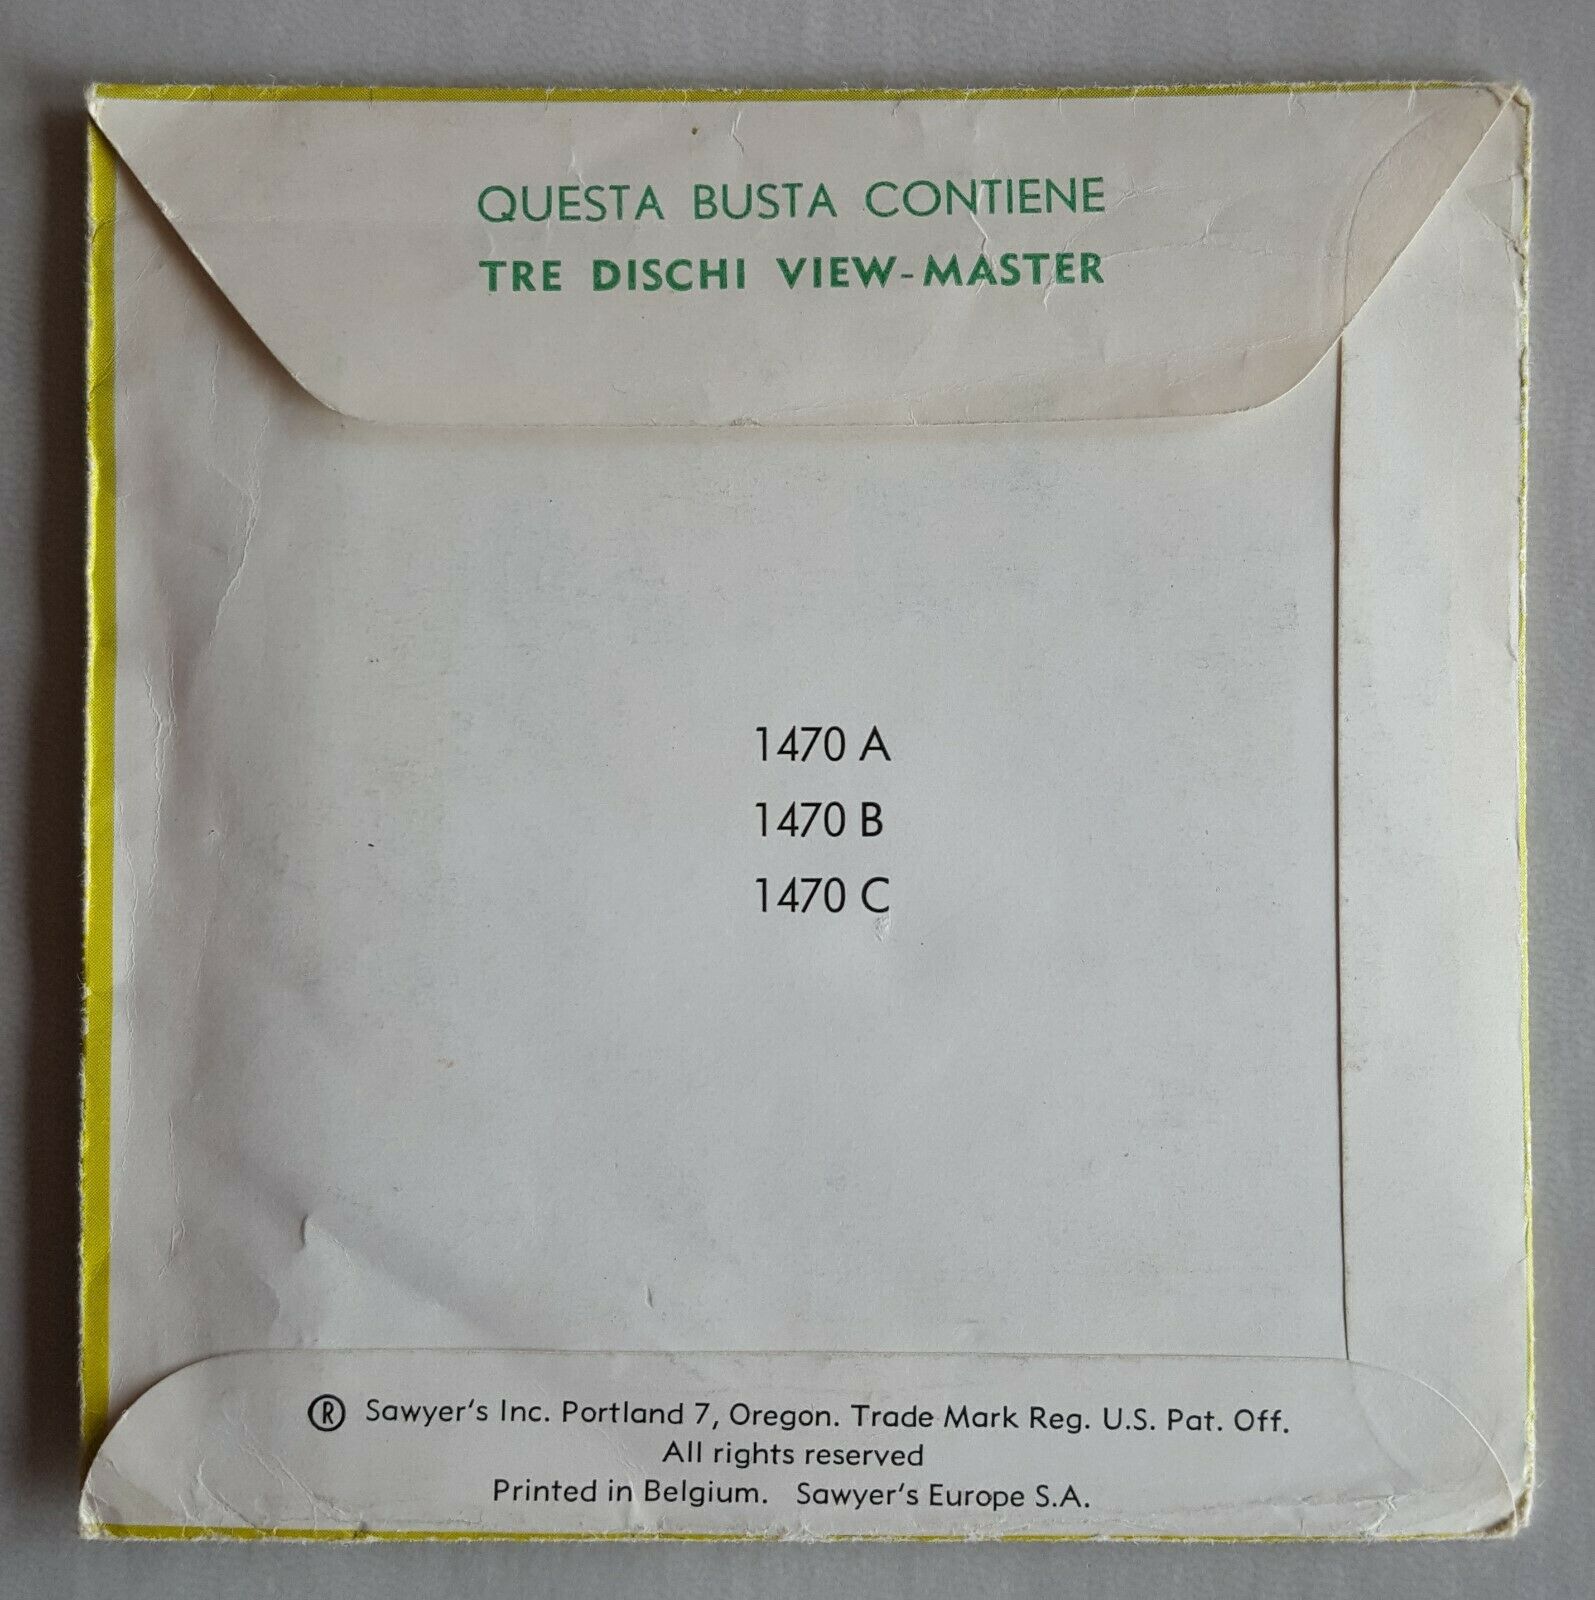 QUESTA BUSTA CONTIENE
TRE DISCHI VIEW-MASTER
1470 A
1470 B
1470 C
® Sawyer's Inc. Portland 7, Oregon. Trade Mark Reg. U.S. Pat. Off.
All rights reserved
Printed in Belgium. Sawyer's Europe S.A.